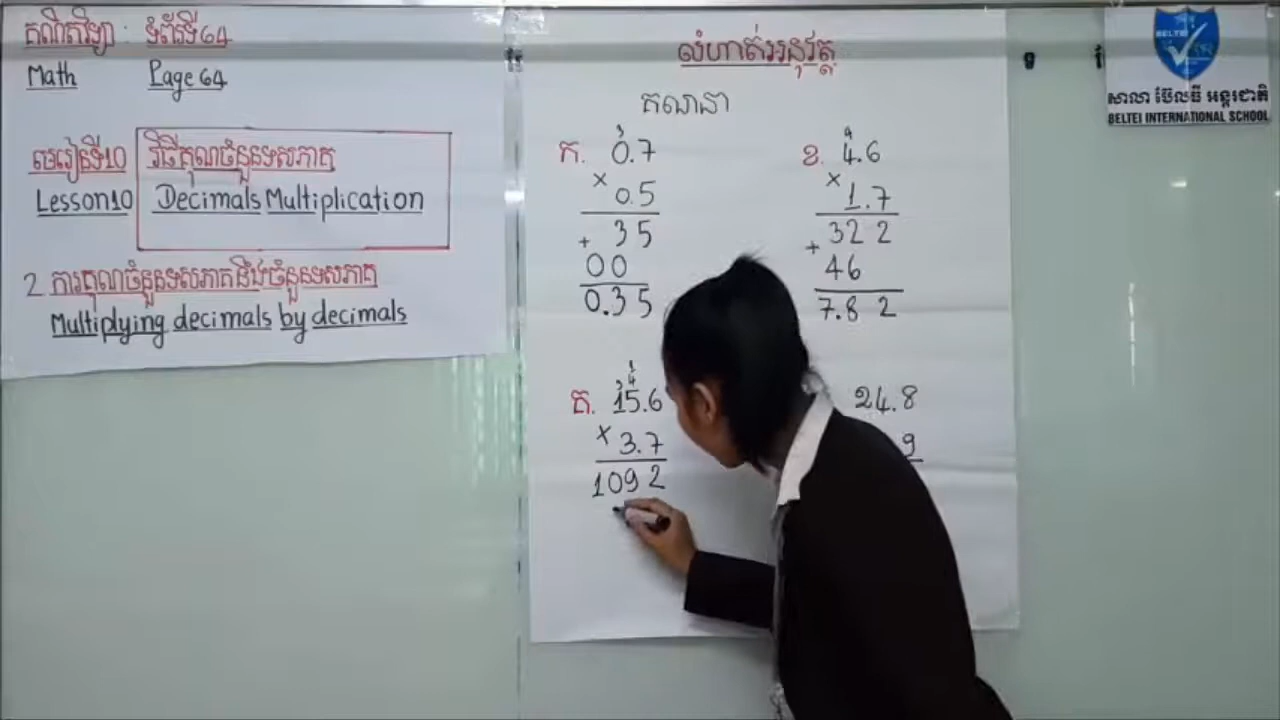 គណិតវិទ្យា : ទំព័រទី64
Math Page 64
មេរៀនទី10 វិធីគុណចំនួនទសភាគ
Lesson10 Decimals Multiplication
2. ការគុណចំនួនទសភាគនឹងចំនួនទសភាគ
Multiplying decimals by decimals
លំហាត់អនុវត្ត
គណនា
ក. 0.7
× 0.5
35
+ 00
0.35
ខ. 4.6
× 1.7
322
+ 46
7.82
គ. 15.6
× 3.7
1092
24.8
9
BELTEI
សាលា ប៊ែលធី អន្តរជាតិ
BELTEI INTERNATIONAL SCHOOL